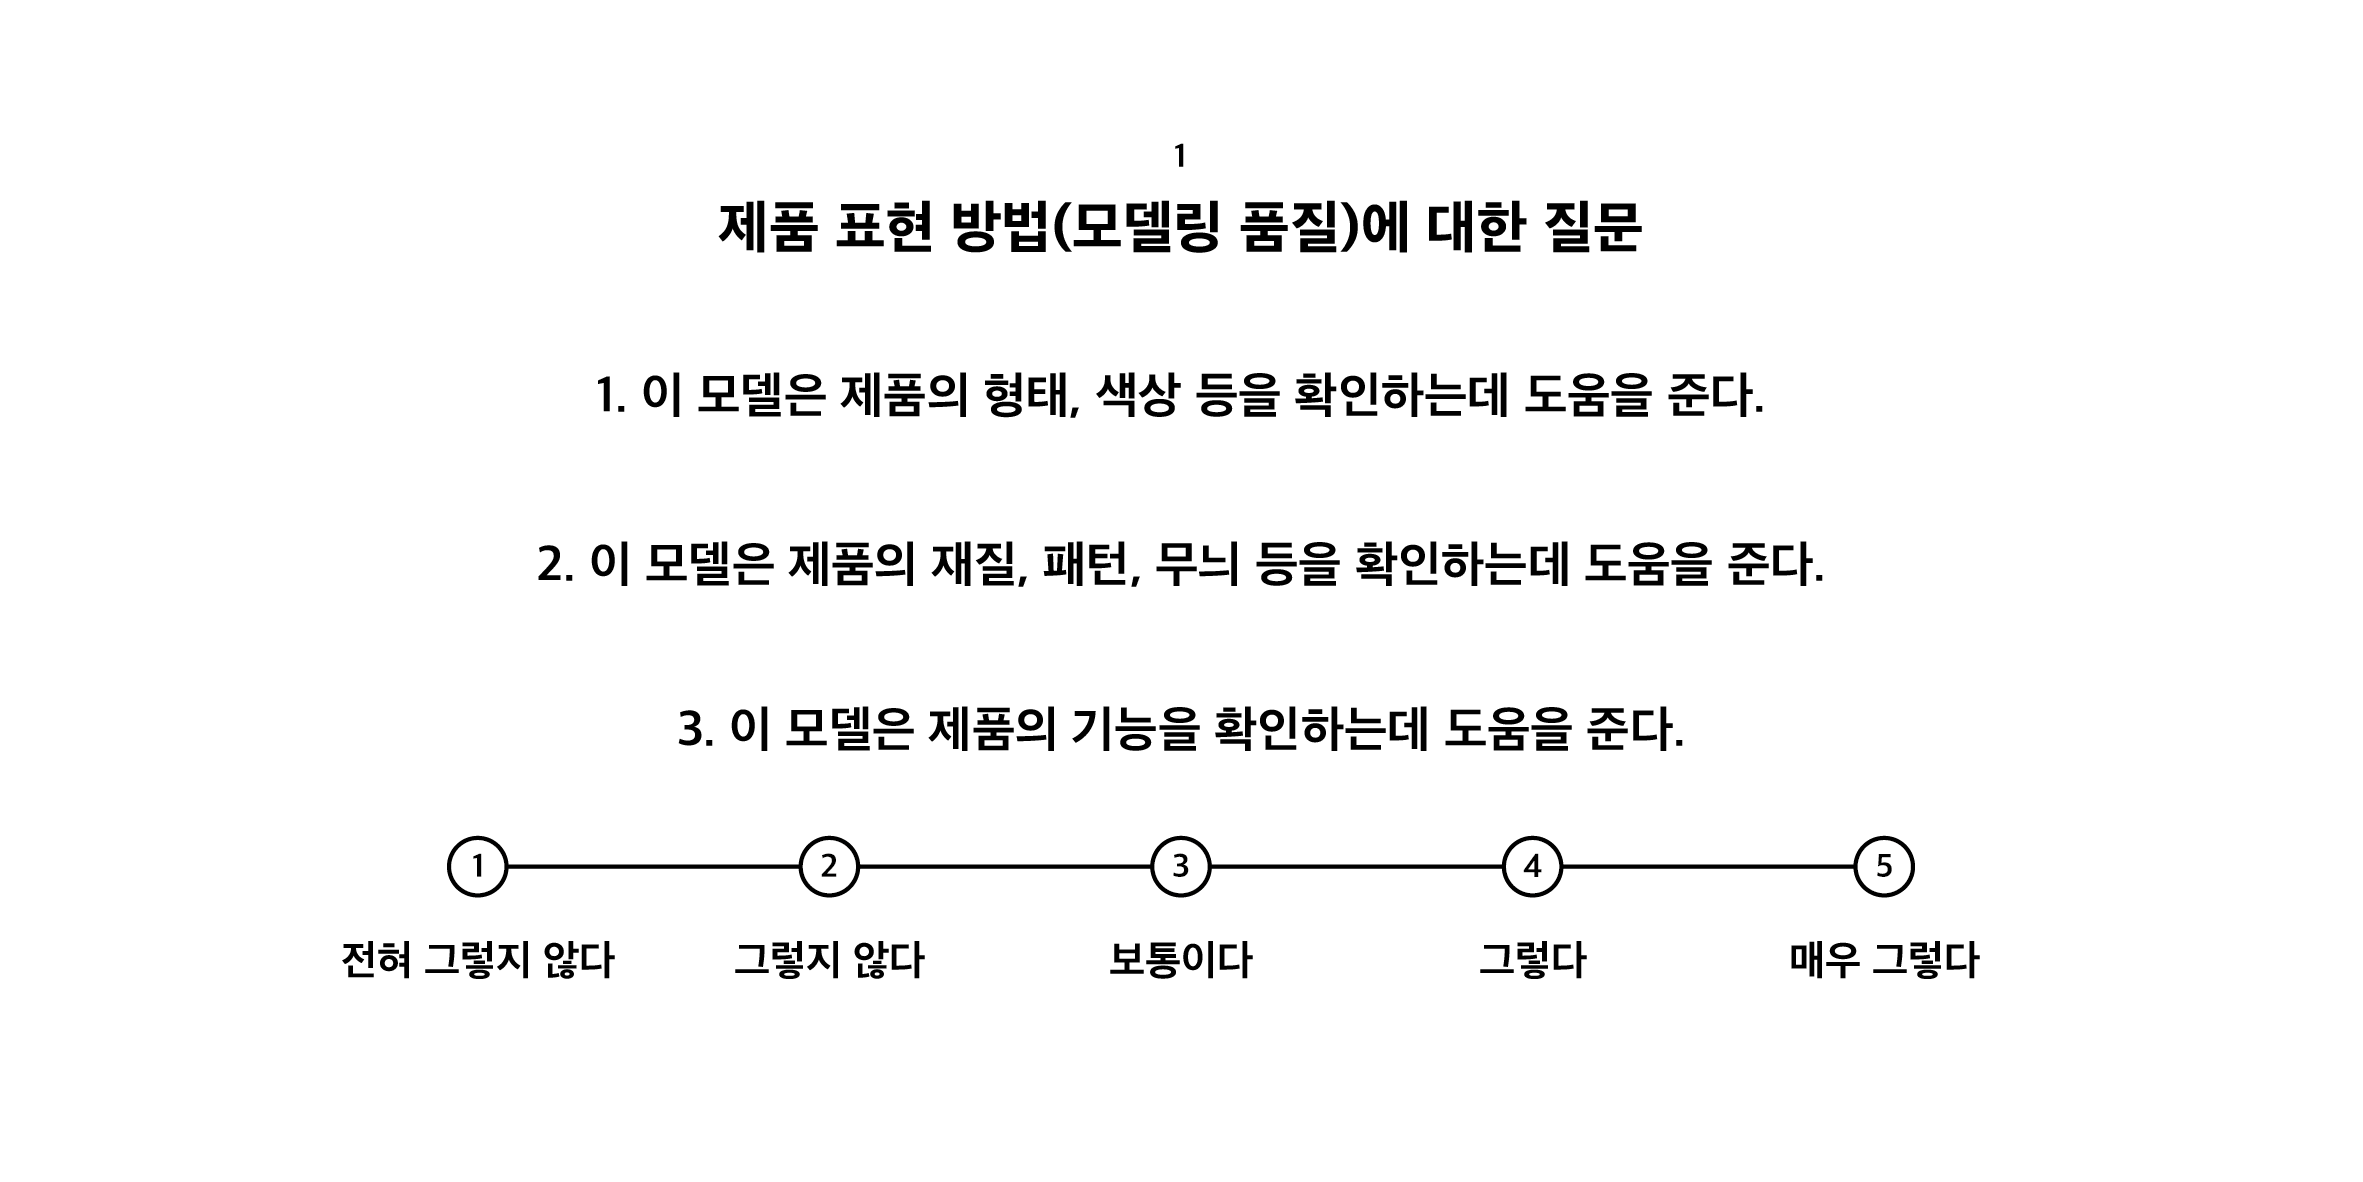 1
제품 표현 방법(모델링 품질)에 대한 질문
1. 이 모델은 제품의 형태, 색상 등을 확인하는데 도움을 준다.
2. 이 모델은 제품의 재질, 패턴, 무늬 등을 확인하는데 도움을 준다.
3. 이 모델은 제품의 기능을 확인하는데 도움을 준다.
1 2 3 4 5
전혀 그렇지 않다 그렇지 않다 보통이다 그렇다 매우 그렇다